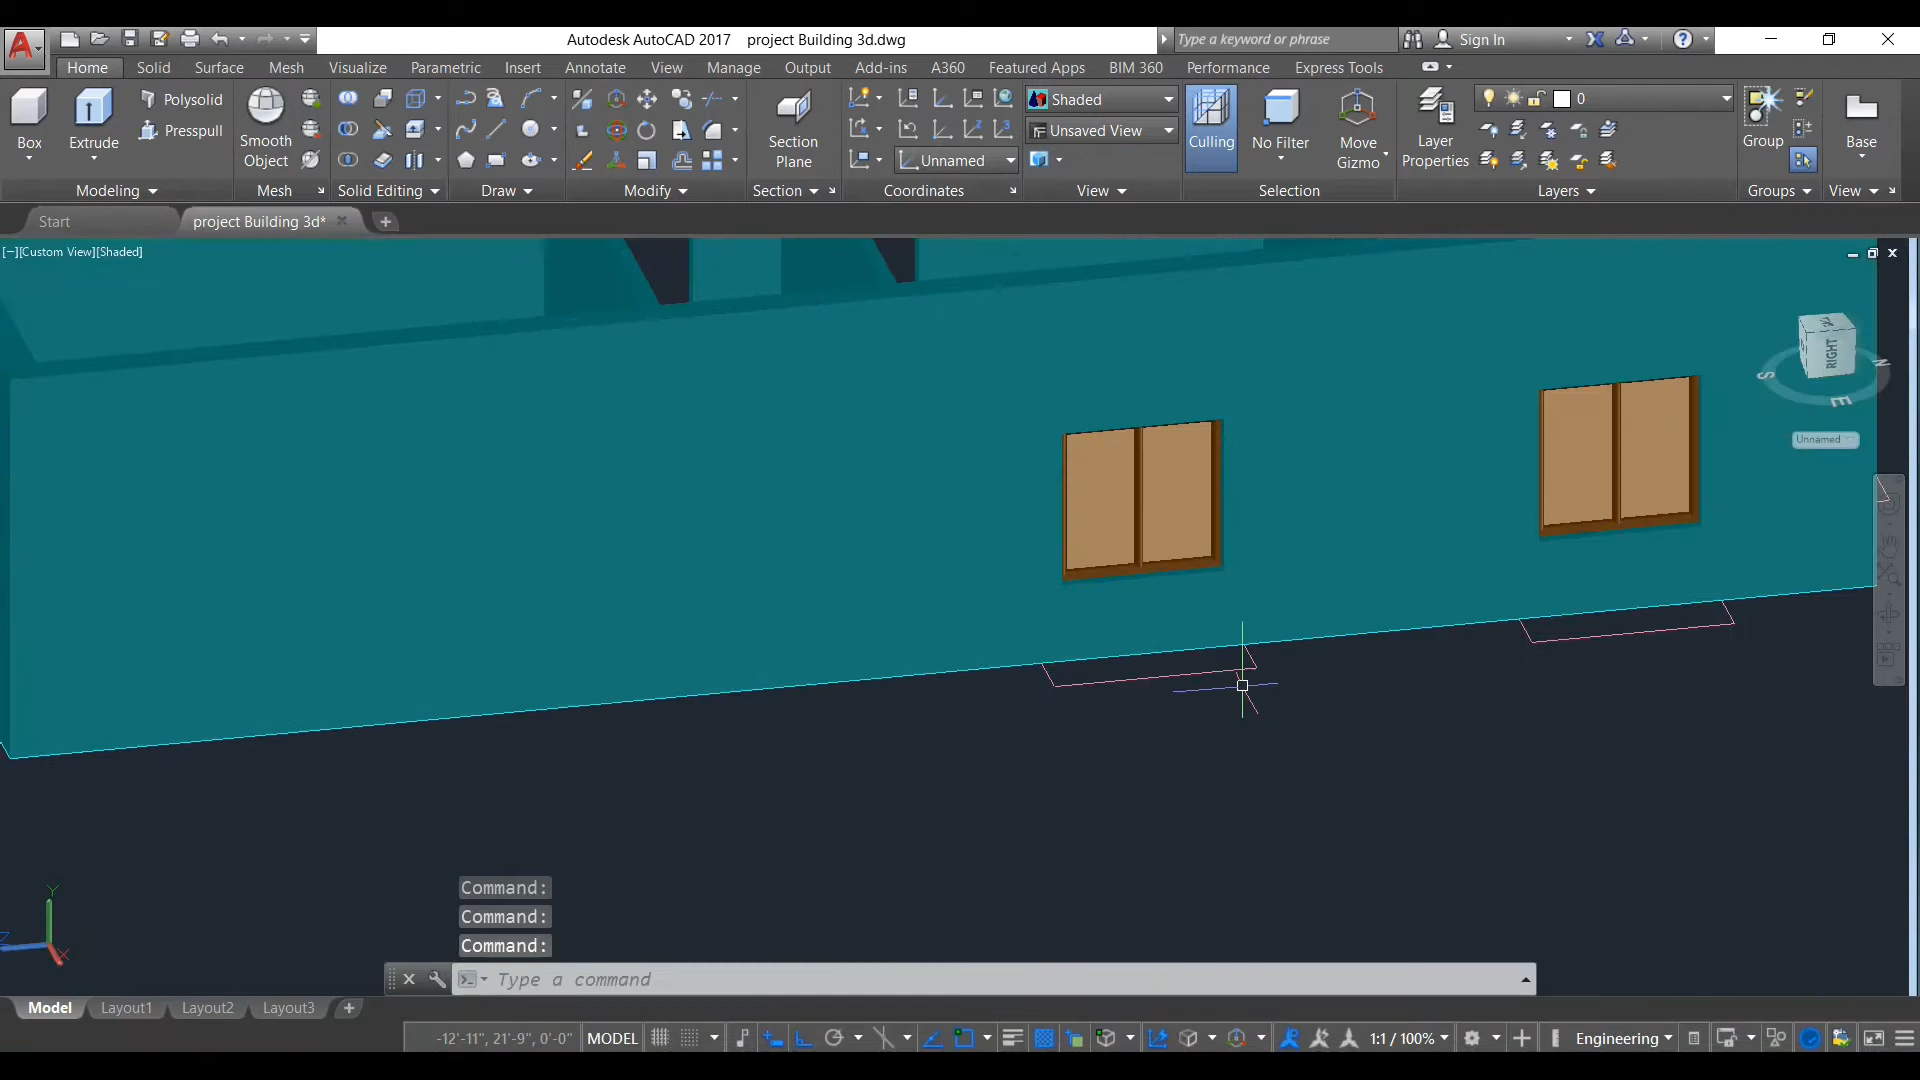 Autodesk AutoCAD 2017 project Building 3d.dwg
Type a keyword or phrase
Sign In
Home Solid Surface Mesh Visualize Parametric Insert Annotate View Manage Output Add-ins A360 Featured Apps BIM 360 Performance Express Tools
Box
Extrude
Polysolid
Presspull
Modeling
Smooth
Object
Mesh
Solid Editing
Draw
Modify
Section
Plane
Section
Unnamed
Coordinates
Shaded
Unsaved View
View
Culling
No Filter
Move
Gizmo
Selection
Layer
Properties
0
Layers
Group
Groups
Base
View
Start
project Building 3d*
[−][Custom View][Shaded]
RIGHT
S
N
E
Unnamed
Y
Z
X
Command:
Command:
Command:
Type a command
Model Layout1 Layout2 Layout3
-12'-11", 21'-9", 0'-0" MODEL 1:1 / 100% Engineering